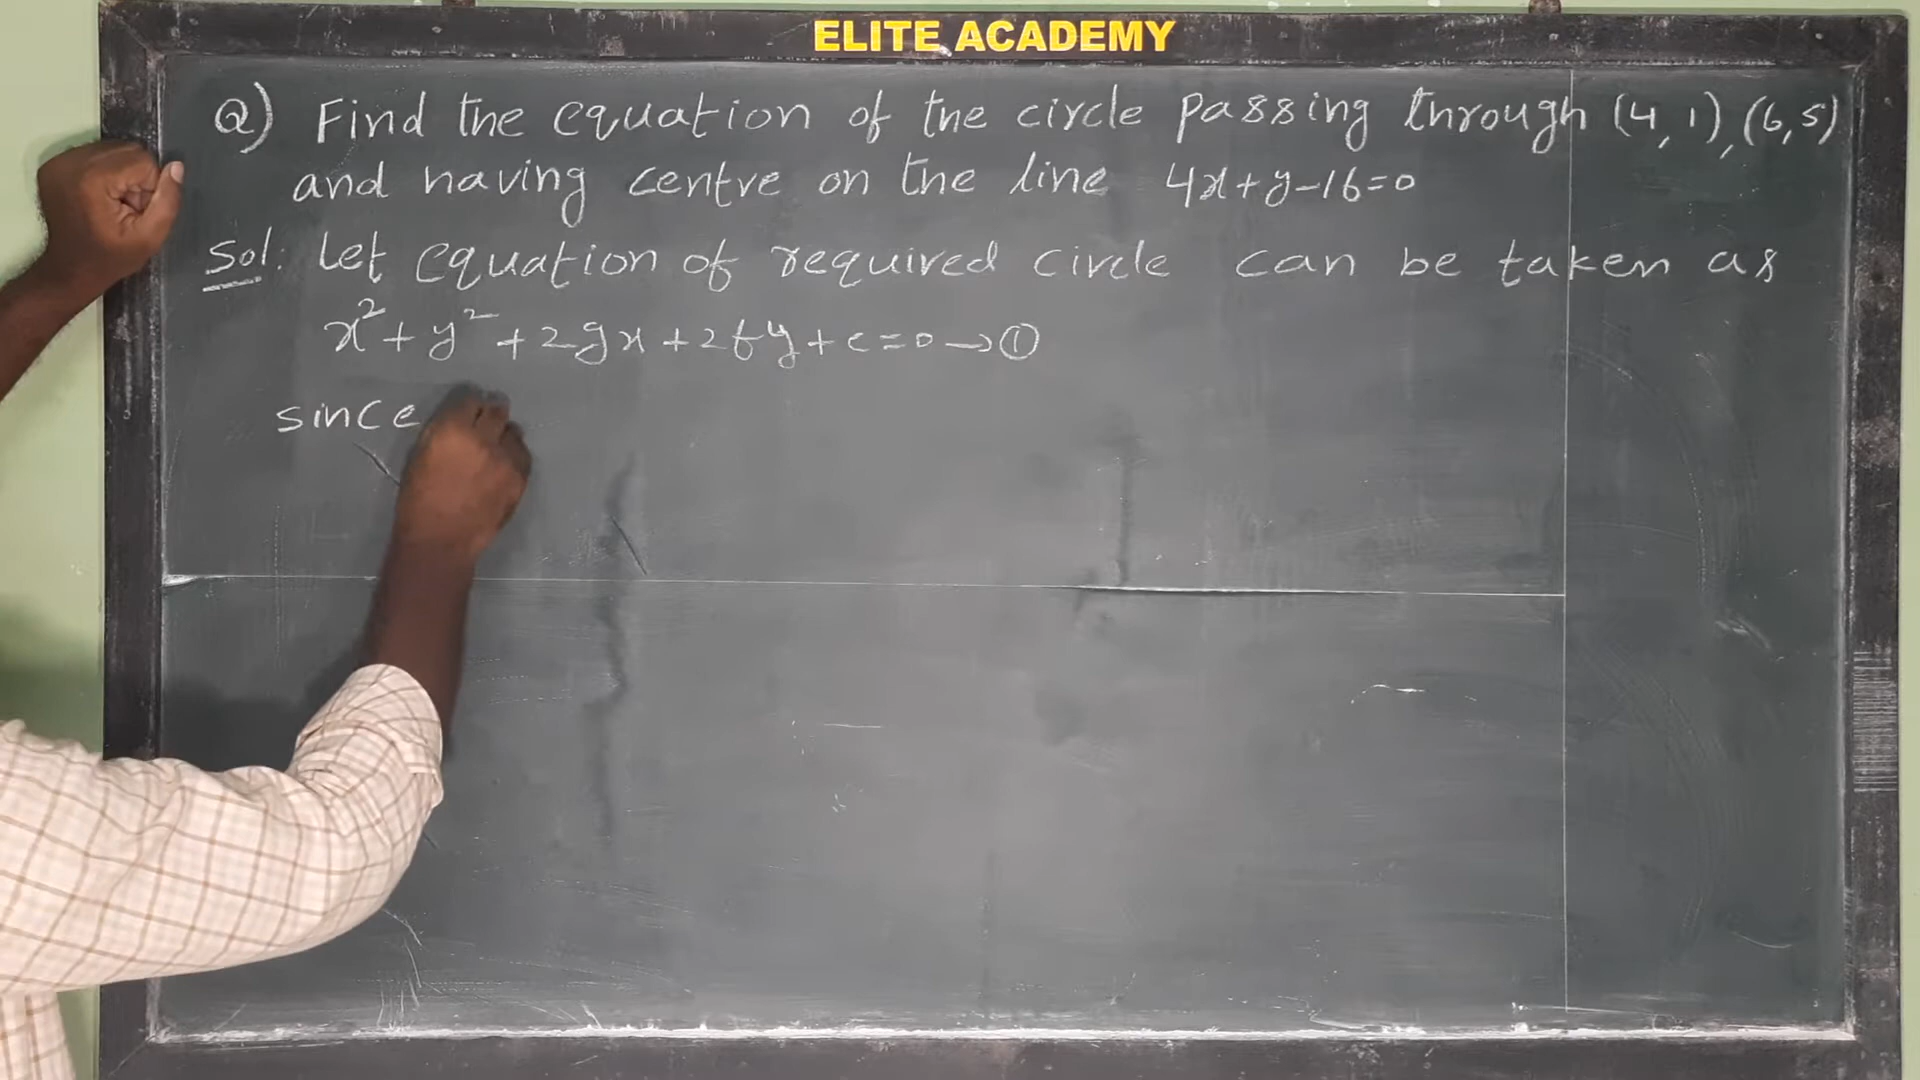 ELITE ACADEMY
Q) Find the equation of the circle passing through (4, 1), (6, 5)
and having centre on the line 4x+y-16=0
Sol: Let equation of required circle can be taken as
x²+y²+2gx+2fy+c=0→①
since